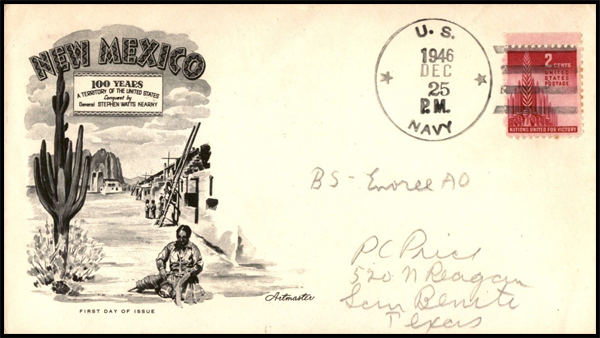 NEW MEXICO
100 YEARS
A TERRITORY OF THE UNITED STATES
Conquest by
General STEPHEN WATTS KEARNY
FIRST DAY OF ISSUE
Artmaster
U. S.
1946
DEC
25
P.M.
NAVY
2 CENTS
UNITED
STATES
POSTAGE
NATIONS UNITED FOR VICTORY
BS- Enoree AO
P C Price
520 N Reagan
San Benito
Texas